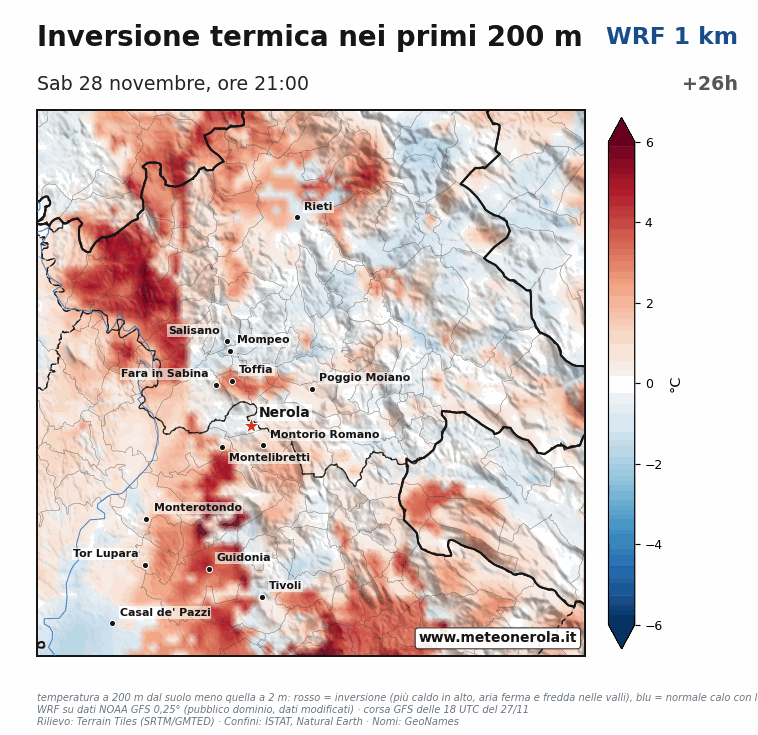 Inversione termica nei primi 200 m WRF 1 km
Sab 28 novembre, ore 21:00 +26h
Rieti
Salisano
Mompeo
Toffia
Fara in Sabina
Poggio Moiano
Nerola
Montorio Romano
Montelibretti
Monterotondo
Tor Lupara
Guidonia
Tivoli
Casal de' Pazzi
www.meteonerola.it
6
4
2
0
−2
−4
−6
°C
temperatura a 200 m dal suolo meno quella a 2 m: rosso = inversione (più caldo in alto, aria ferma e fredda nelle valli), blu = normale calo con l
WRF su dati NOAA GFS 0,25° (pubblico dominio, dati modificati) · corsa GFS delle 18 UTC del 27/11
Rilievo: Terrain Tiles (SRTM/GMTED) · Confini: ISTAT, Natural Earth · Nomi: GeoNames